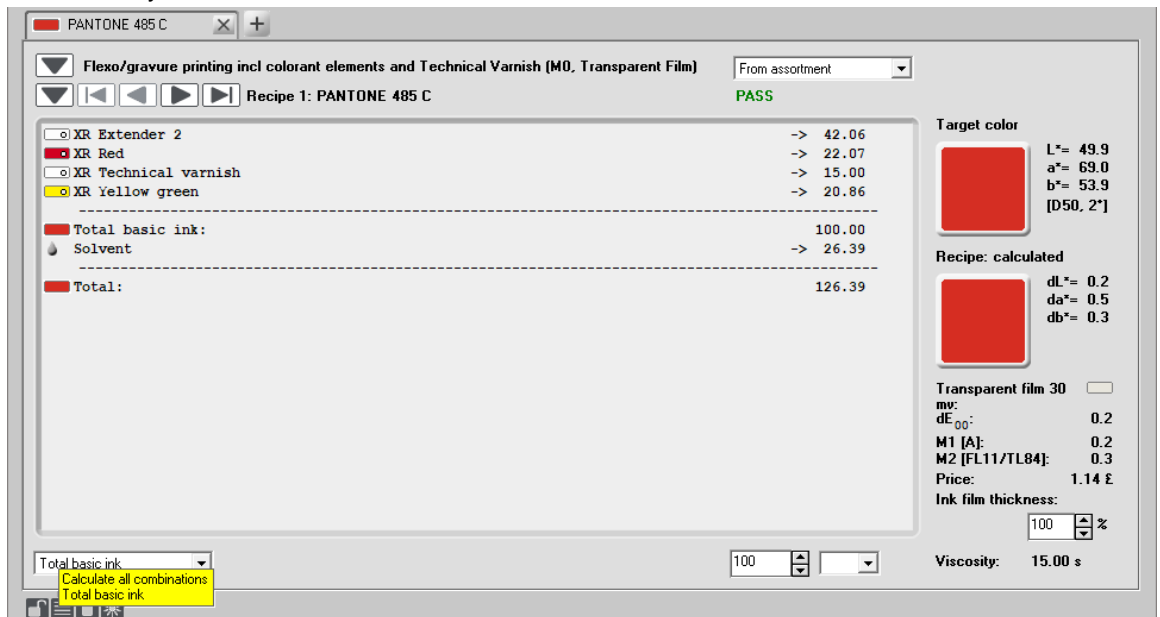 PANTONE 485 C
Flexo/gravure printing incl colorant elements and Technical Varnish (M0, Transparent Film)
From assortment
Recipe 1: PANTONE 485 C
PASS
XR Extender 2 -> 42.06
XR Red -> 22.07
XR Technical varnish -> 15.00
XR Yellow green -> 20.86
Total basic ink: 100.00
Solvent -> 26.39
Total: 126.39
Target color
L*= 49.9
a*= 69.0
b*= 53.9
[D50, 2°]
Recipe: calculated
dL*= 0.2
da*= 0.5
db*= 0.3
Transparent film 30
my:
dE00: 0.2
M1 [A]: 0.2
M2 [FL11/TL84]: 0.3
Price: 1.14 £
Ink film thickness:
100 %
Total basic ink
100
Viscosity: 15.00 s
Calculate all combinations
Total basic ink